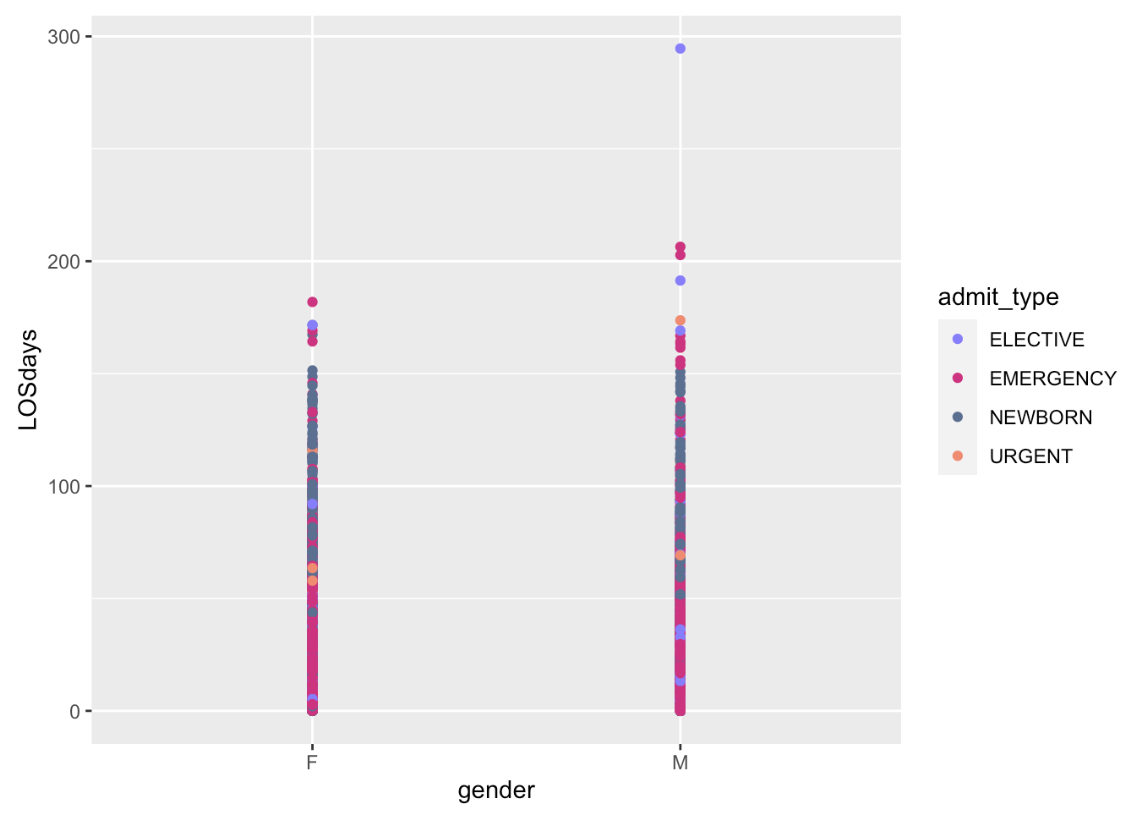 300
200
100
0
LOSdays
F
M
gender
admit_type
ELECTIVE
EMERGENCY
NEWBORN
URGENT